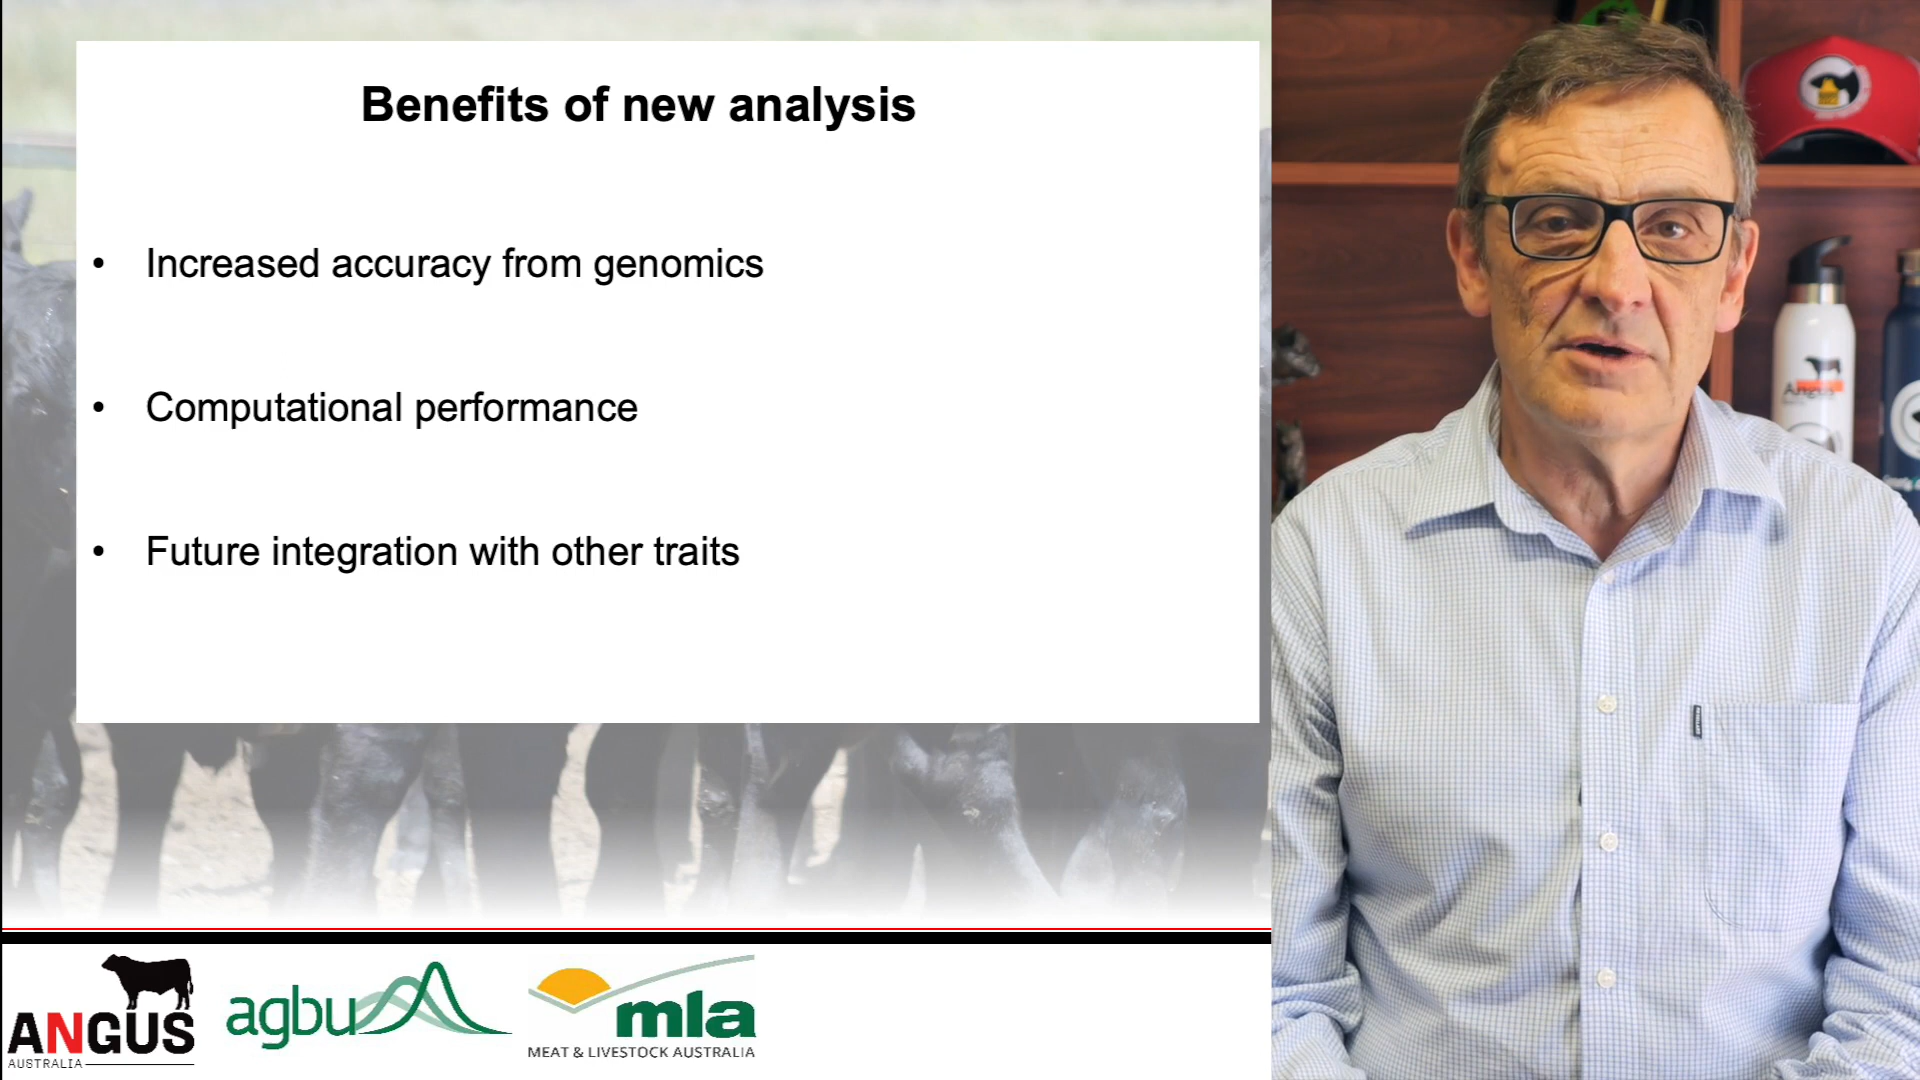 Benefits of new analysis
• Increased accuracy from genomics
• Computational performance
• Future integration with other traits
ANGUS
AUSTRALIA
agbu
mla
MEAT & LIVESTOCK AUSTRALIA